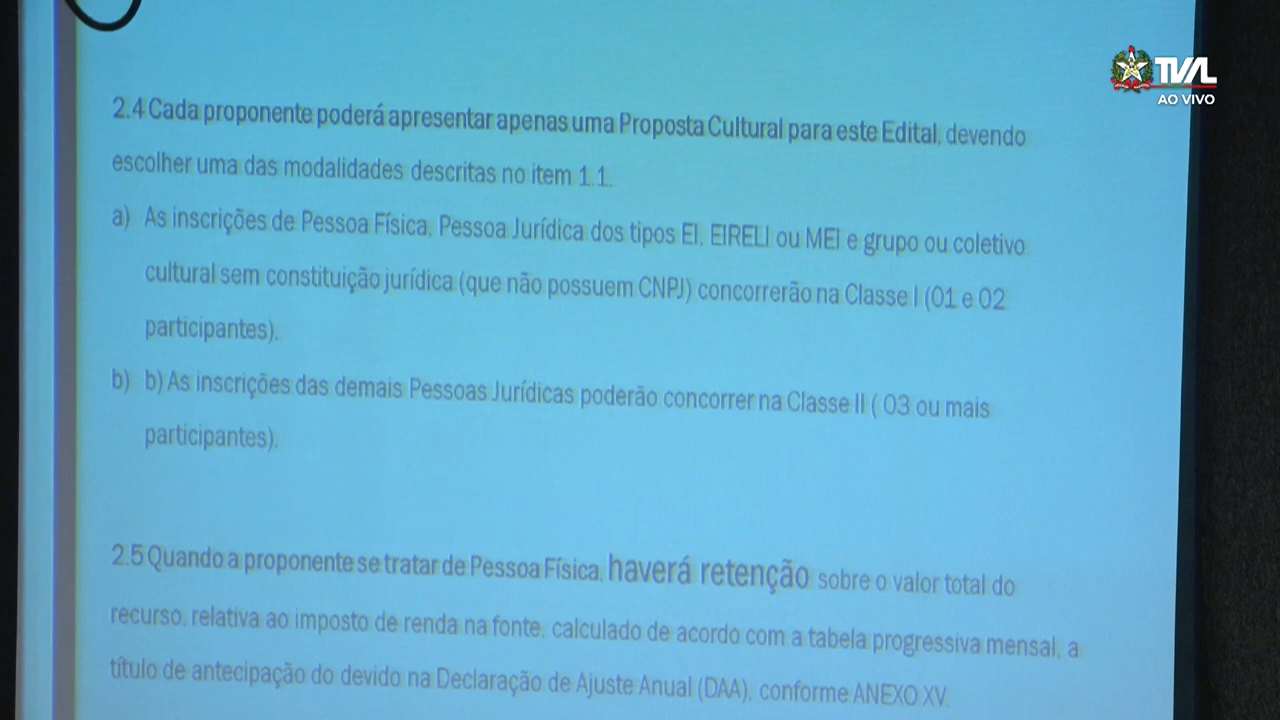 TVAL
AO VIVO
2.4 Cada proponente poderá apresentar apenas uma Proposta Cultural para este Edital, devendo
escolher uma das modalidades descritas no item 1.1.
a) As inscrições de Pessoa Física, Pessoa Jurídica dos tipos EI, EIRELI ou MEI e grupo ou coletivo
cultural sem constituição jurídica (que não possuem CNPJ) concorrerão na Classe I (01 e 02
participantes).
b) b) As inscrições das demais Pessoas Jurídicas poderão concorrer na Classe II ( 03 ou mais
participantes).
2.5 Quando a proponente se tratar de Pessoa Física, haverá retenção sobre o valor total do
recurso, relativa ao imposto de renda na fonte, calculado de acordo com a tabela progressiva mensal, a
título de antecipação do devido na Declaração de Ajuste Anual (DAA), conforme ANEXO XV.